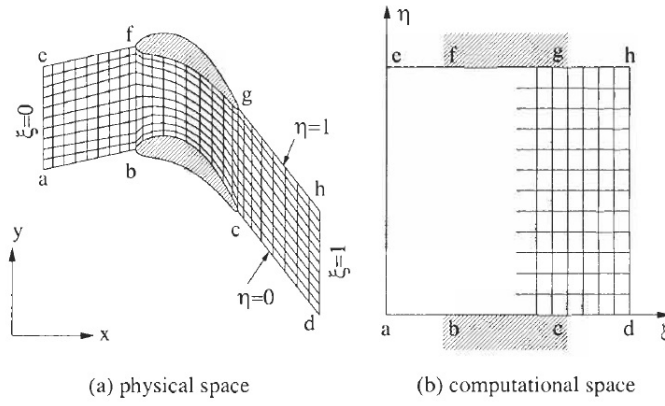 f
e
g
ξ=0
η=1
a
b
h
y
c
ξ=1
η=0
x
d
(a) physical space
η
e
f
g
h
a
b
c
d
ξ
(b) computational space